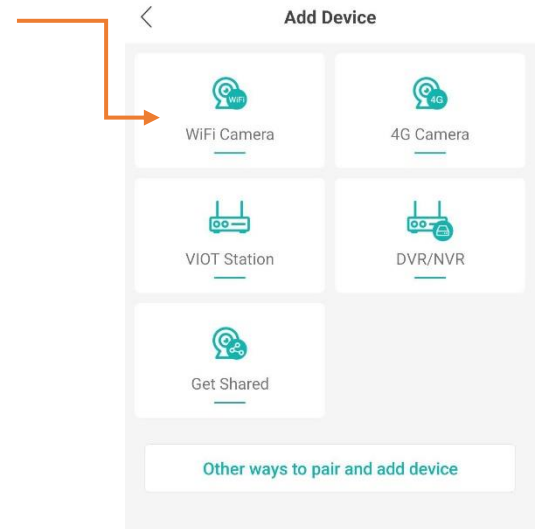 Add Device
WiFi
4G
WiFi Camera
4G Camera
VIOT Station
DVR/NVR
Get Shared
Other ways to pair and add device